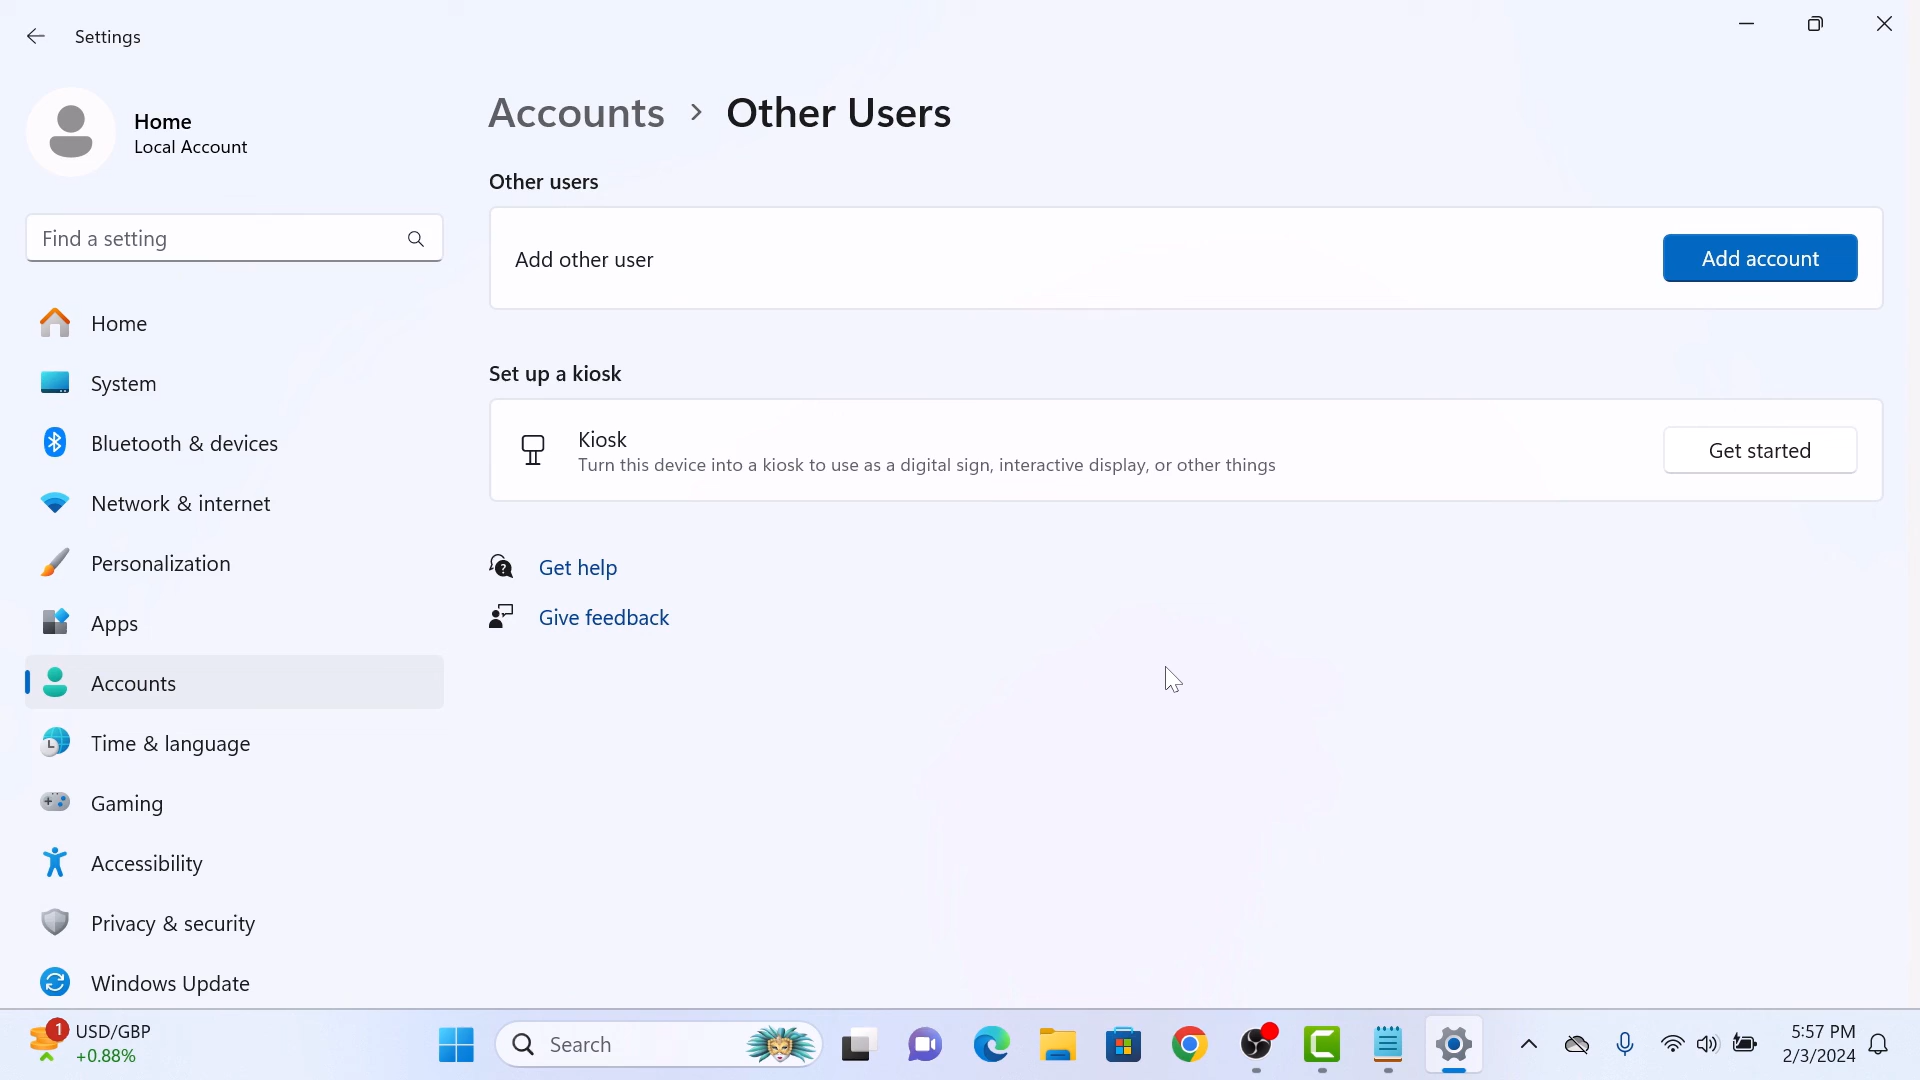 Settings
Home
Local Account
Find a setting
Home
System
Bluetooth & devices
Network & internet
Personalization
Apps
Accounts
Time & language
Gaming
Accessibility
Privacy & security
Windows Update
Accounts > Other Users
Other users
Add other user
Add account
Set up a kiosk
Kiosk
Turn this device into a kiosk to use as a digital sign, interactive display, or other things
Get started
Get help
Give feedback
1
USD/GBP
+0.88%
Search
5:57 PM
2/3/2024